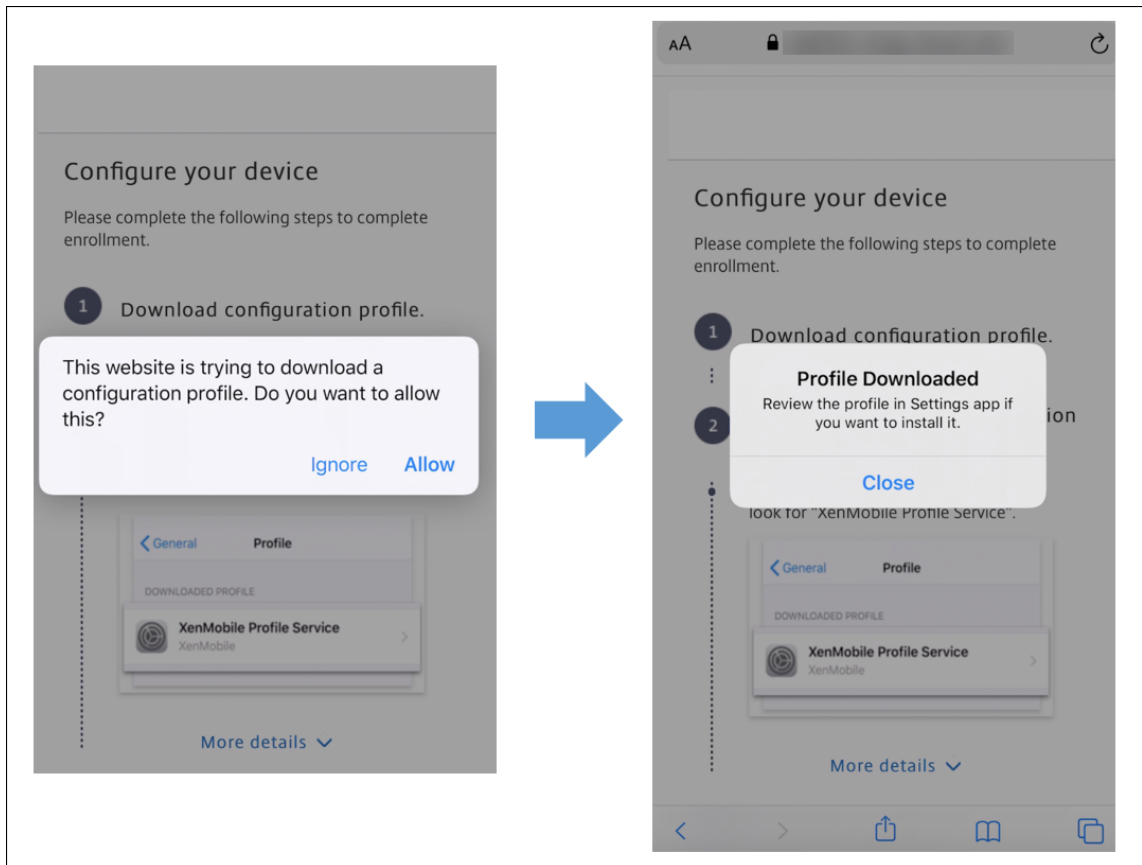 Configure your device
Please complete the following steps to complete
enrollment.
1
Download configuration profile.
This website is trying to download a
configuration profile. Do you want to allow
this?
Ignore
Allow
General
Profile
DOWNLOADED PROFILE
XenMobile Profile Service
XenMobile
More details
AA
Configure your device
Please complete the following steps to complete
enrollment.
1
Download configuration profile.
2
Profile Downloaded
Review the profile in Settings app if
you want to install it.
Close
look for "XenMobile Profile Service".
General
Profile
DOWNLOADED PROFILE
XenMobile Profile Service
XenMobile
More details